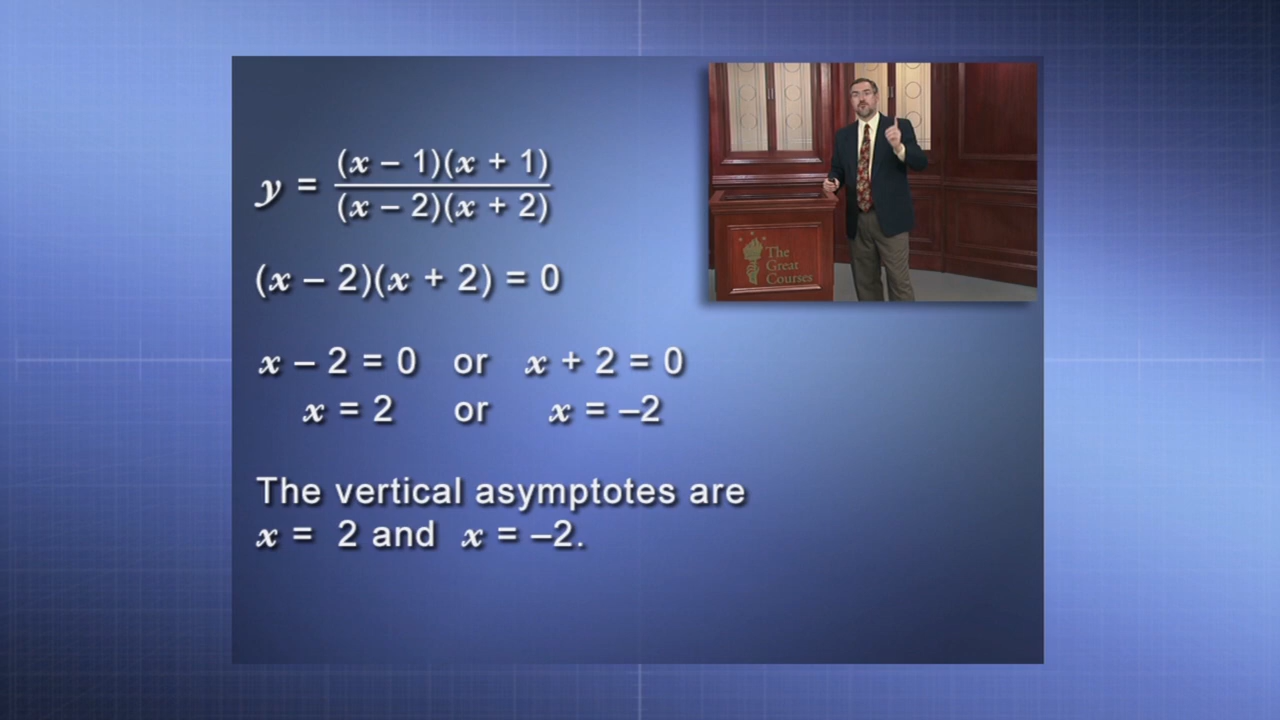 y = (x – 1)(x + 1)
(x – 2)(x + 2)
(x – 2)(x + 2) = 0
x – 2 = 0 or x + 2 = 0
x = 2 or x = –2
The vertical asymptotes are
x = 2 and x = –2.
The
Great
Courses